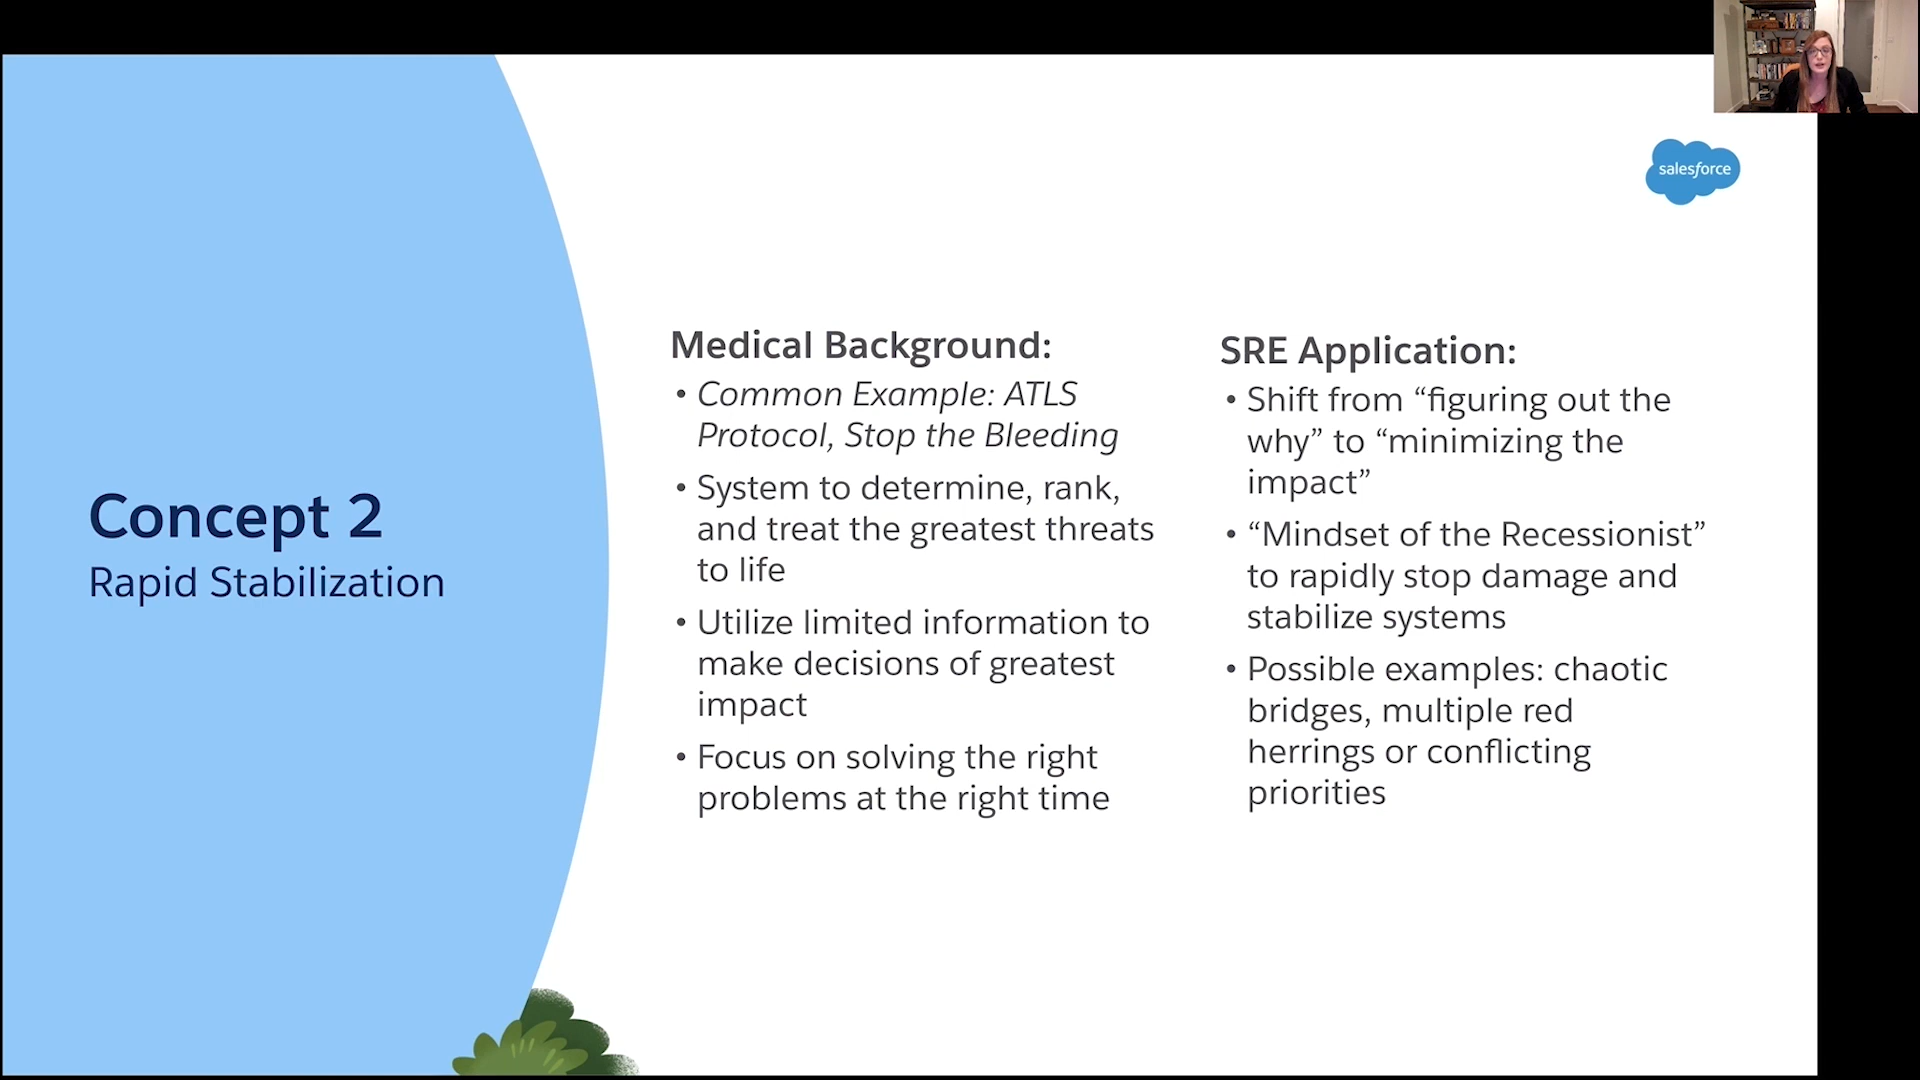 salesforce
Concept 2
Rapid Stabilization
Medical Background:
• Common Example: ATLS
Protocol, Stop the Bleeding
• System to determine, rank,
and treat the greatest threats
to life
• Utilize limited information to
make decisions of greatest
impact
• Focus on solving the right
problems at the right time
SRE Application:
• Shift from “figuring out the
why” to “minimizing the
impact”
• “Mindset of the Recessionist”
to rapidly stop damage and
stabilize systems
• Possible examples: chaotic
bridges, multiple red
herrings or conflicting
priorities